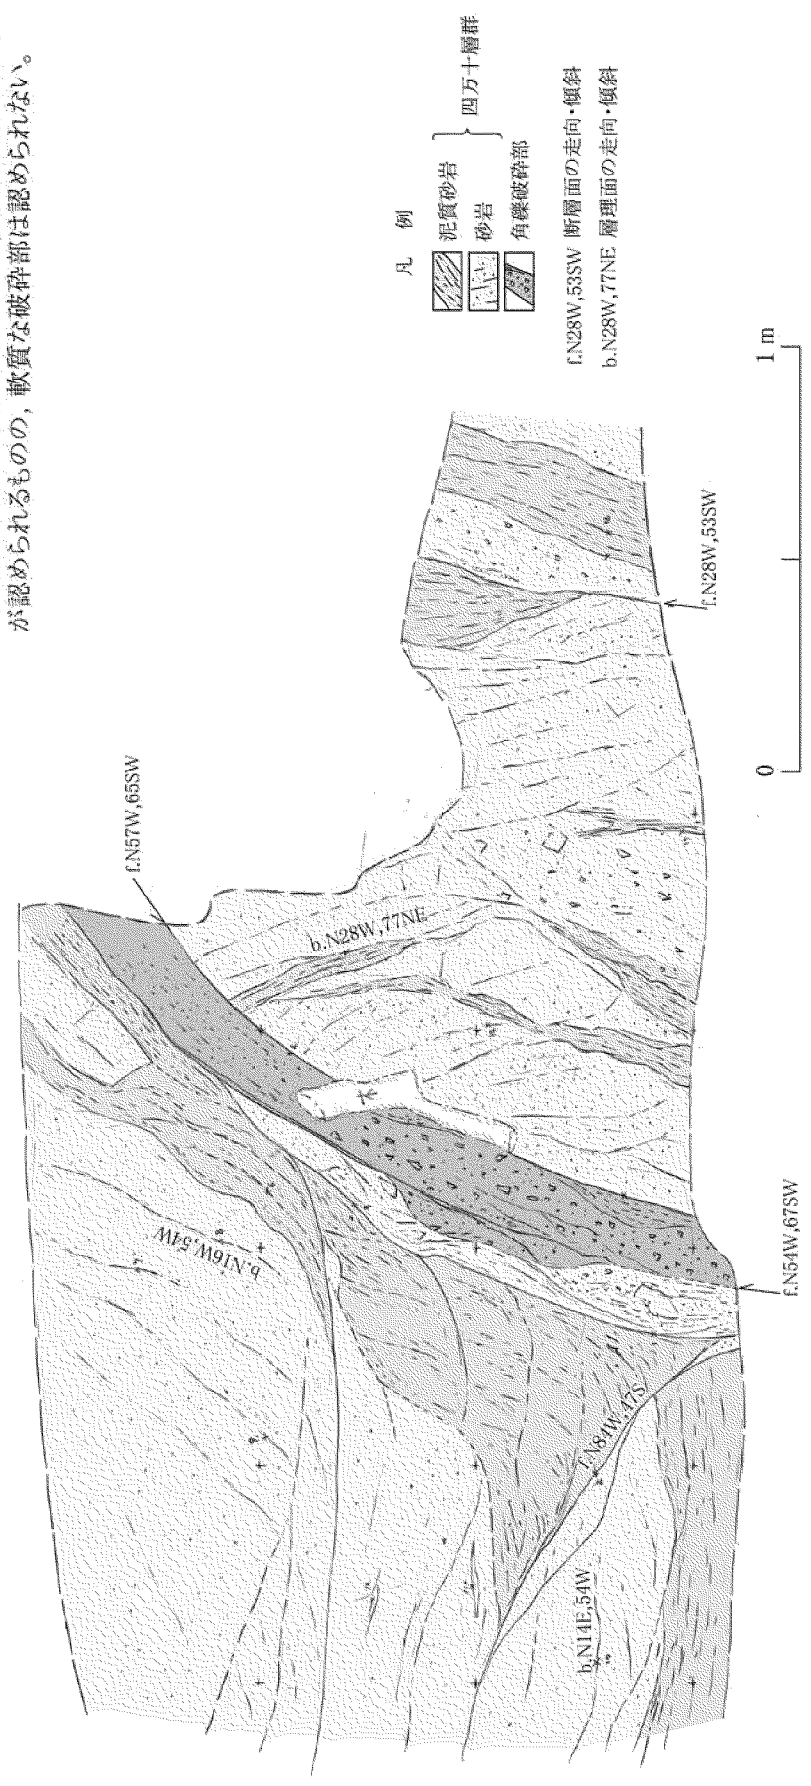 が認められるものの，軟質な破砕部は認められない。
f.N57W,65SW
b.N28W,77NE
b.N16W,54W
f.N84W,47S
b.N14E,54W
f.N54W,67SW
f.N28W,53SW
凡 例
泥質砂岩
砂岩
四万十層群
角礫破砕部
f.N28W,53SW 断層面の走向・傾斜
b.N28W,77NE 層理面の走向・傾斜
0
1 m